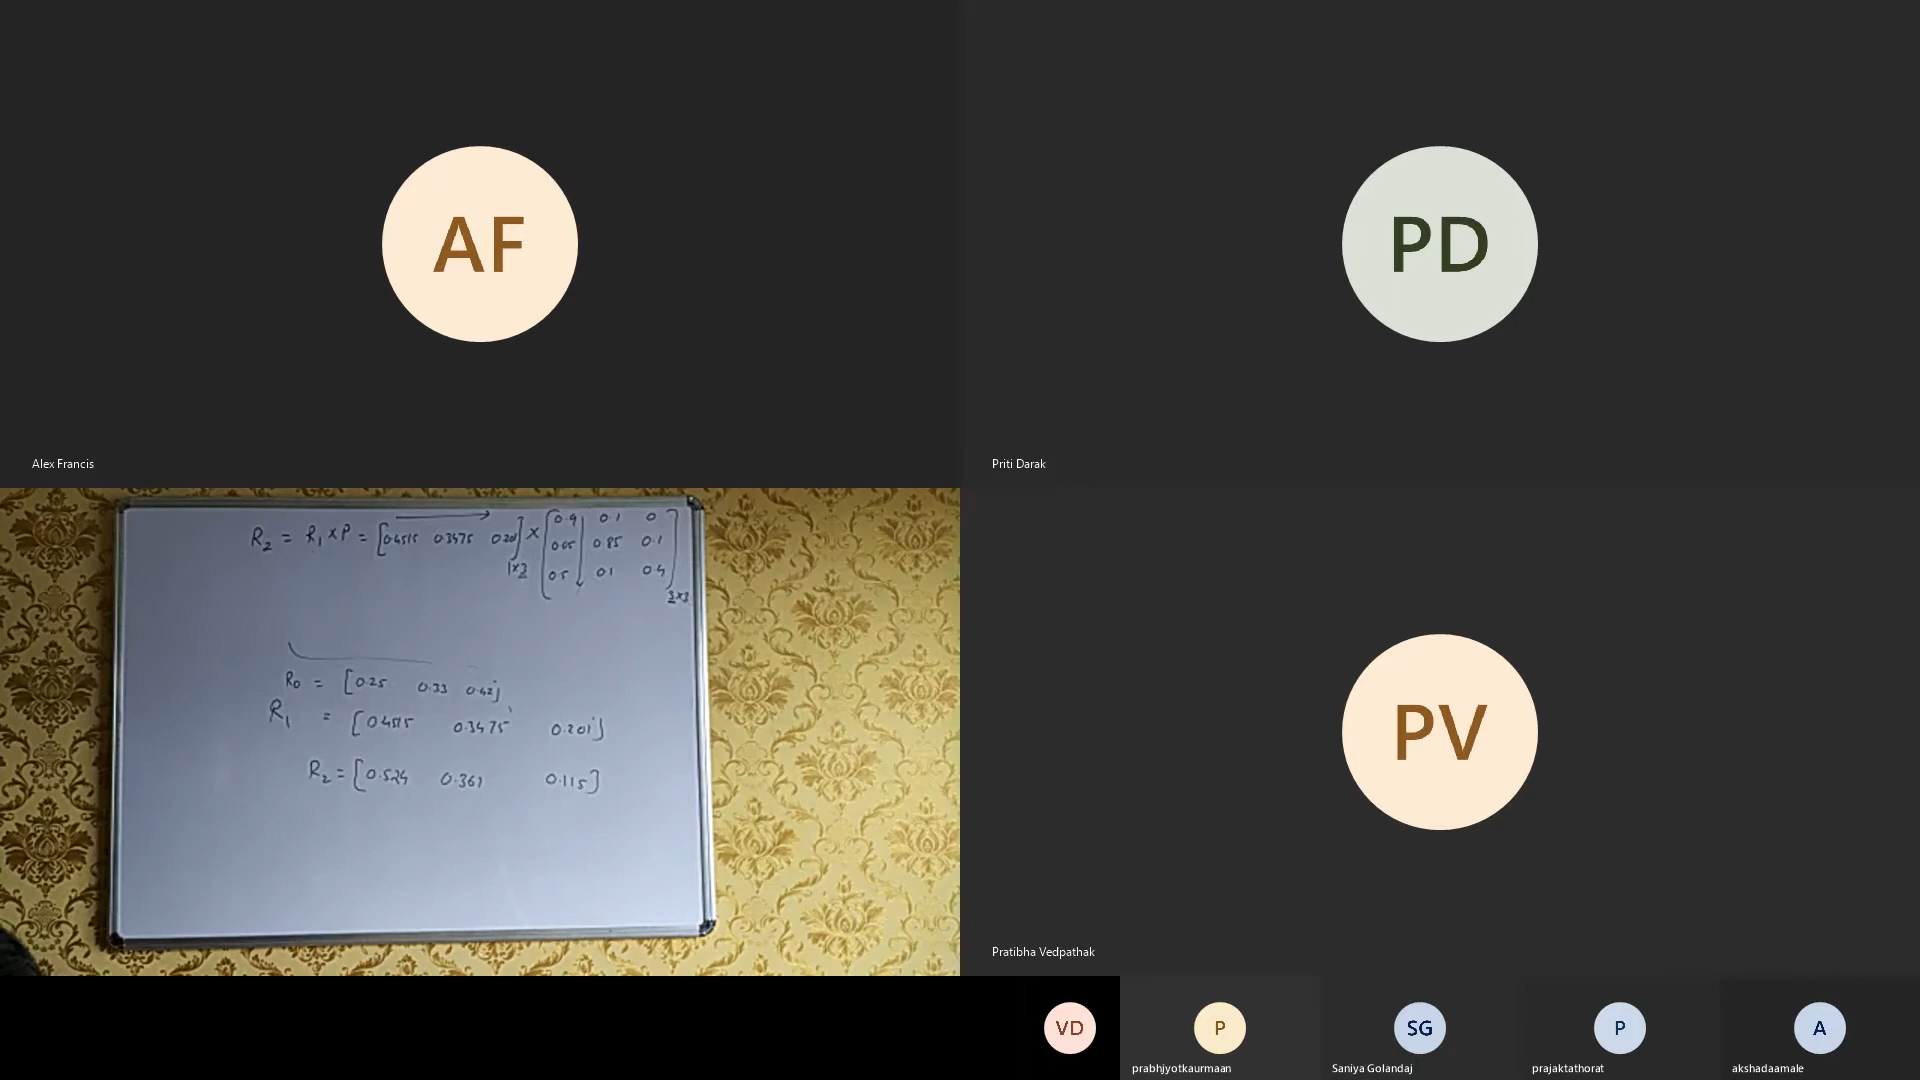 AF
Alex Francis
PD
Priti Darak
R₂ = R₁ × P = [0.4515 0.3475 0.201] × [0.9 0.1 0
0.05 0.85 0.1
0.5 0.1 0.4]
1×3
3×3
R₀ = [0.25 0.33 0.42]
R₁ = [0.4515 0.3475 0.201]
R₂ = [0.524 0.361 0.115]
PV
Pratibha Vedpathak
VD
P
prabhjyotkaurmaan
SG
Saniya Golandaj
P
prajaktathorat
A
akshadaamale